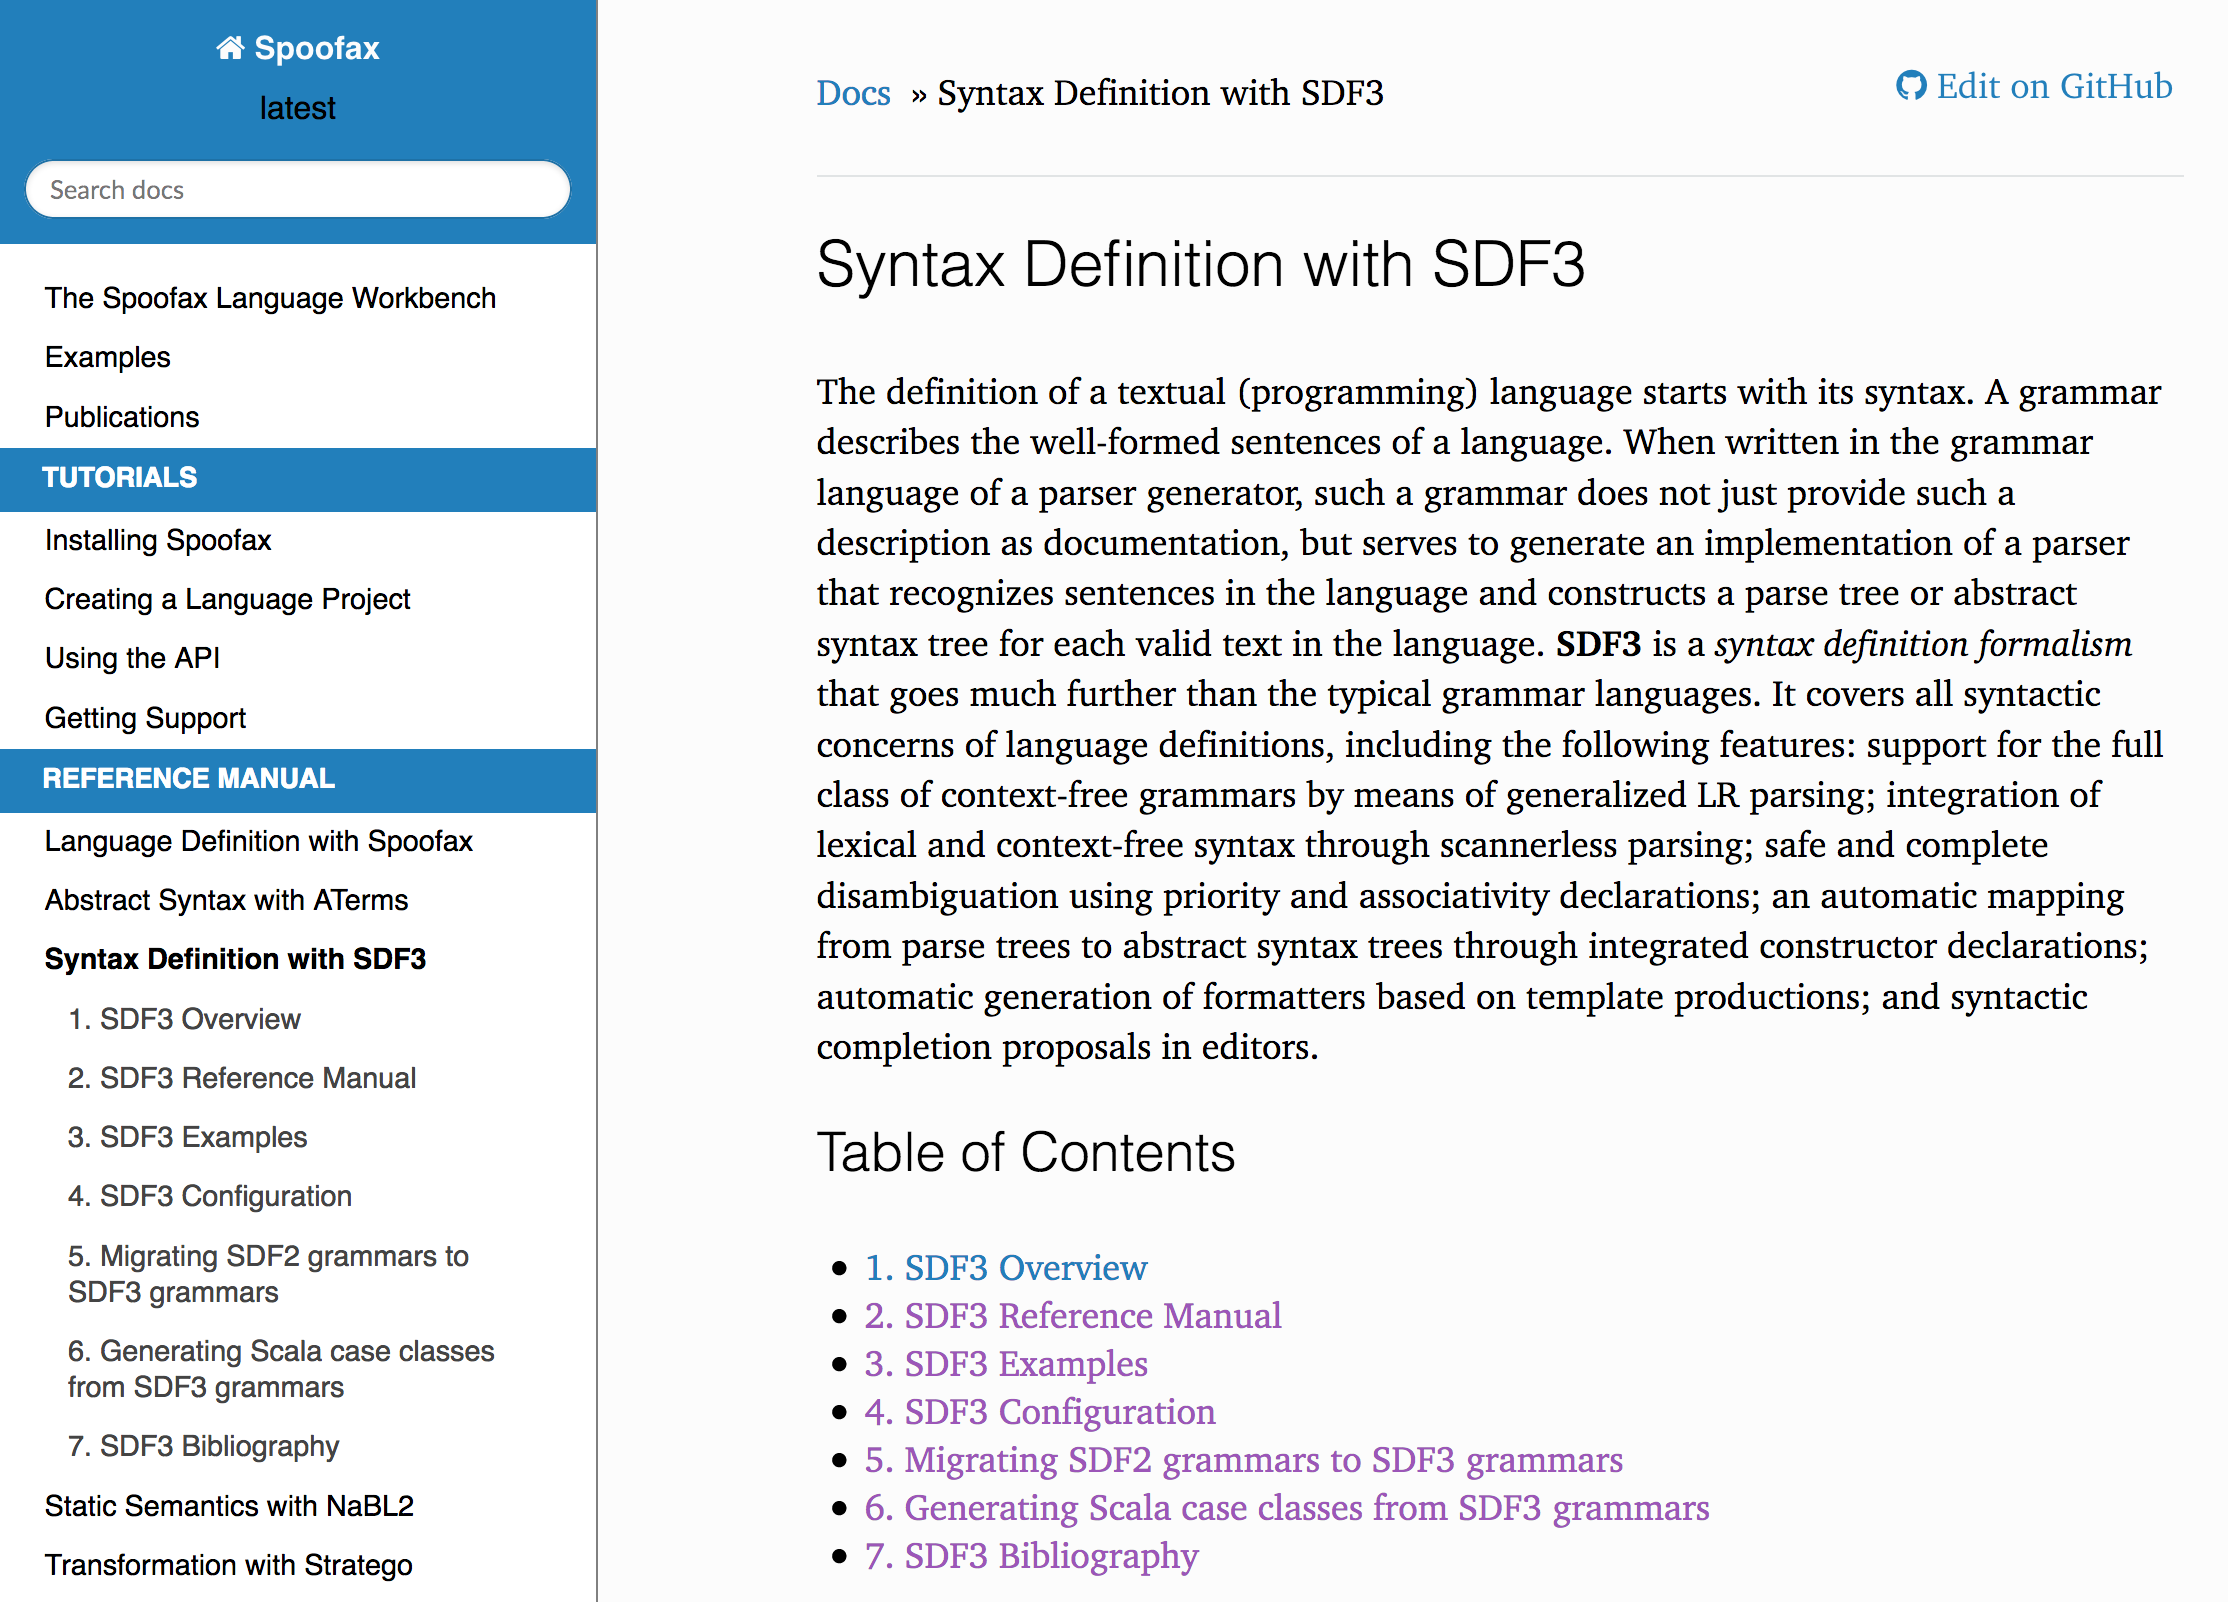 Spoofax
latest
Search docs
The Spoofax Language Workbench
Examples
Publications
TUTORIALS
Installing Spoofax
Creating a Language Project
Using the API
Getting Support
REFERENCE MANUAL
Language Definition with Spoofax
Abstract Syntax with ATerms
Syntax Definition with SDF3
1. SDF3 Overview
2. SDF3 Reference Manual
3. SDF3 Examples
4. SDF3 Configuration
5. Migrating SDF2 grammars to
SDF3 grammars
6. Generating Scala case classes
from SDF3 grammars
7. SDF3 Bibliography
Static Semantics with NaBL2
Transformation with Stratego
Docs » Syntax Definition with SDF3
Edit on GitHub
Syntax Definition with SDF3
The definition of a textual (programming) language starts with its syntax. A grammar
describes the well-formed sentences of a language. When written in the grammar
language of a parser generator, such a grammar does not just provide such a
description as documentation, but serves to generate an implementation of a parser
that recognizes sentences in the language and constructs a parse tree or abstract
syntax tree for each valid text in the language. SDF3 is a syntax definition formalism
that goes much further than the typical grammar languages. It covers all syntactic
concerns of language definitions, including the following features: support for the full
class of context-free grammars by means of generalized LR parsing; integration of
lexical and context-free syntax through scannerless parsing; safe and complete
disambiguation using priority and associativity declarations; an automatic mapping
from parse trees to abstract syntax trees through integrated constructor declarations;
automatic generation of formatters based on template productions; and syntactic
completion proposals in editors.
Table of Contents
• 1. SDF3 Overview
• 2. SDF3 Reference Manual
• 3. SDF3 Examples
• 4. SDF3 Configuration
• 5. Migrating SDF2 grammars to SDF3 grammars
• 6. Generating Scala case classes from SDF3 grammars
• 7. SDF3 Bibliography